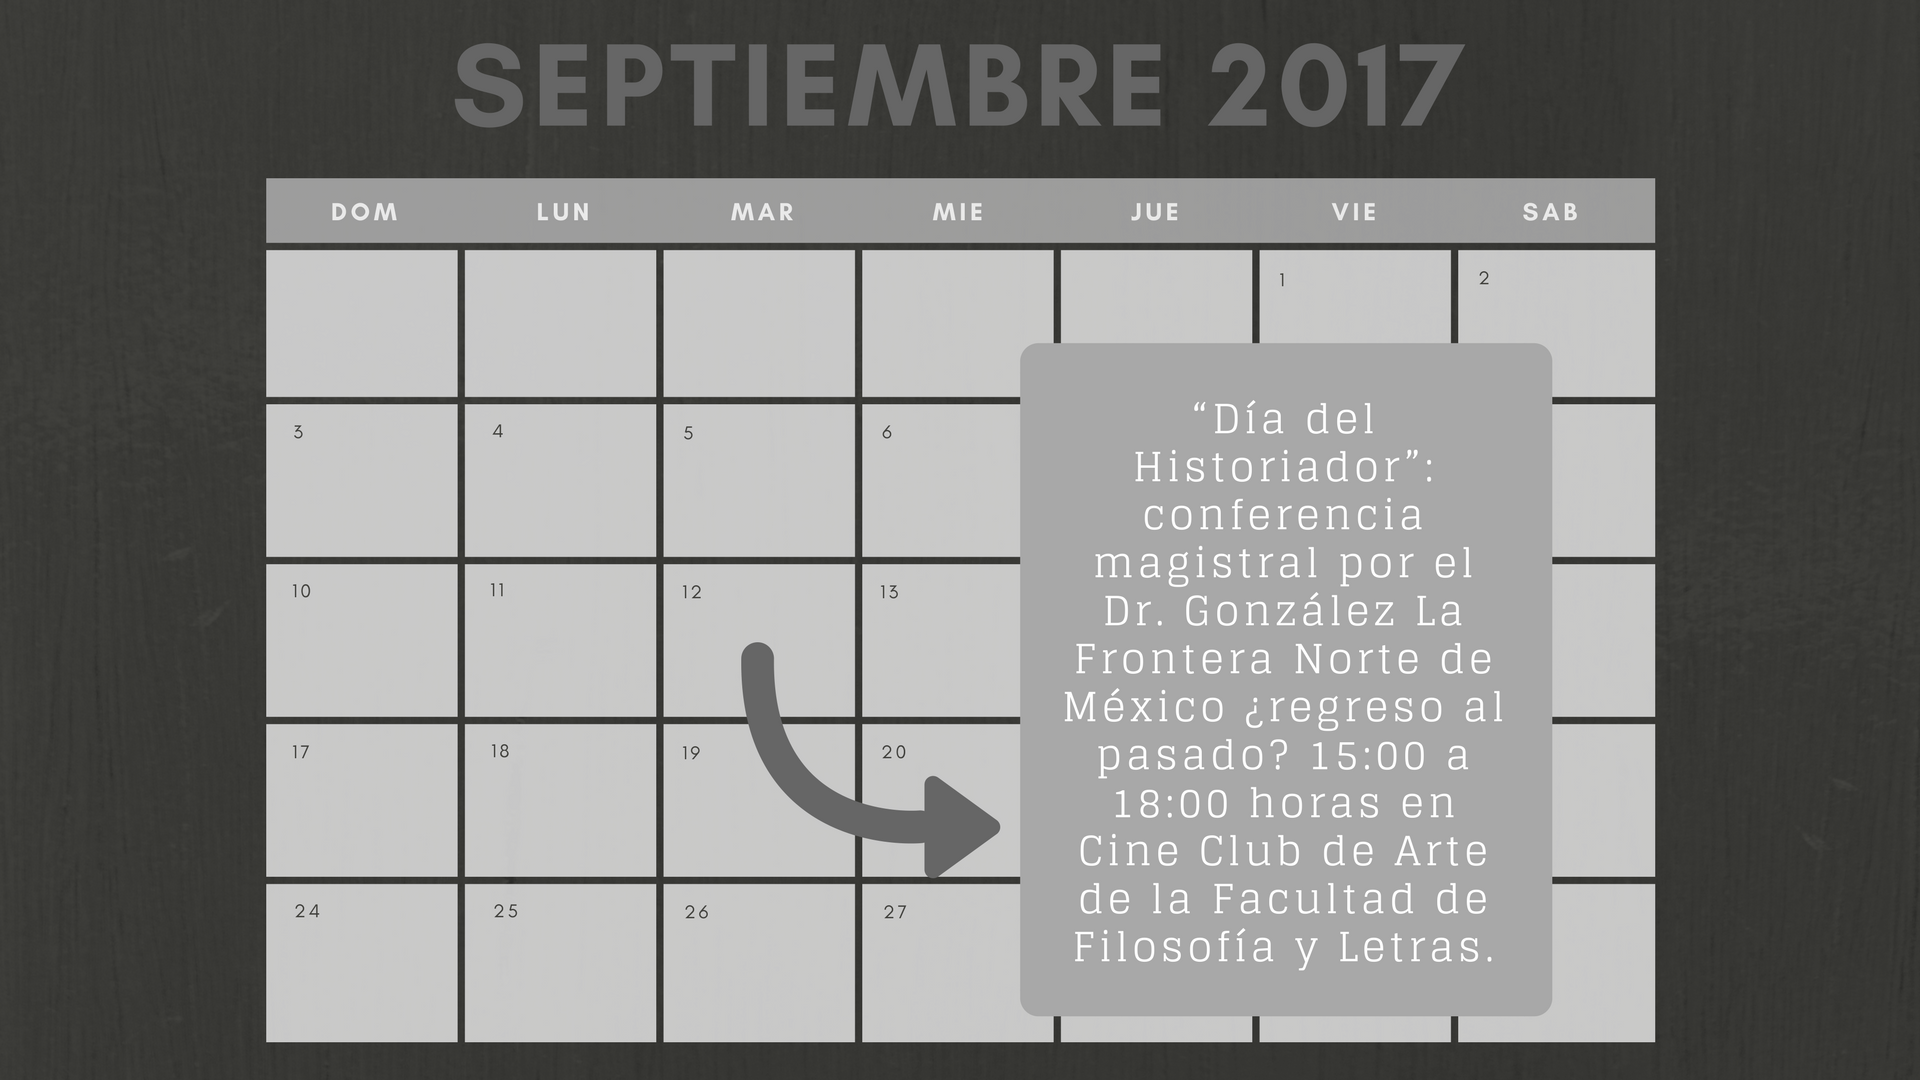 SEPTIEMBRE 2017
DOM LUN MAR MIE JUE VIE SAB
1 2
3 4 5 6
10 11 12 13
17 18 19 20
24 25 26 27
“Día del
Historiador”:
conferencia
magistral por el
Dr. González La
Frontera Norte de
México ¿regreso al
pasado? 15:00 a
18:00 horas en
Cine Club de Arte
de la Facultad de
Filosofía y Letras.